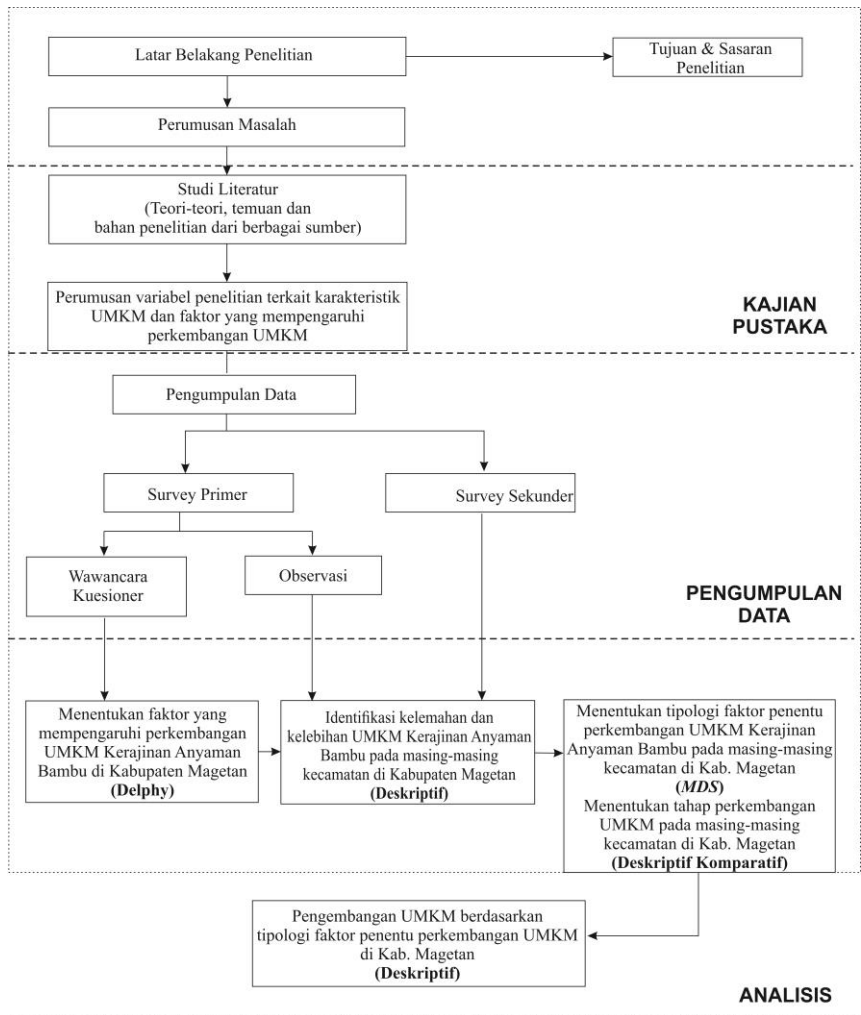 Latar Belakang Penelitian
Tujuan & Sasaran
Penelitian
Perumusan Masalah
Studi Literatur
(Teori-teori, temuan dan
bahan penelitian dari berbagai sumber)
Perumusan variabel penelitian terkait karakteristik
UMKM dan faktor yang mempengaruhi
perkembangan UMKM
KAJIAN
PUSTAKA
Pengumpulan Data
Survey Primer
Survey Sekunder
Wawancara
Kuesioner
Observasi
PENGUMPULAN
DATA
Menentukan faktor yang
mempengaruhi perkembangan
UMKM Kerajinan Anyaman
Bambu di Kabupaten Magetan
(Delphy)
Identifikasi kelemahan dan
kelebihan UMKM Kerajinan Anyaman
Bambu pada masing-masing
kecamatan di Kabupaten Magetan
(Deskriptif)
Menentukan tipologi faktor penentu
perkembangan UMKM Kerajinan
Anyaman Bambu pada masing-masing
kecamatan di Kab. Magetan
(MDS)
Menentukan tahap perkembangan
UMKM pada masing-masing
kecamatan di Kab. Magetan
(Deskriptif Komparatif)
Pengembangan UMKM berdasarkan
tipologi faktor penentu perkembangan UMKM
di Kab. Magetan
(Deskriptif)
ANALISIS